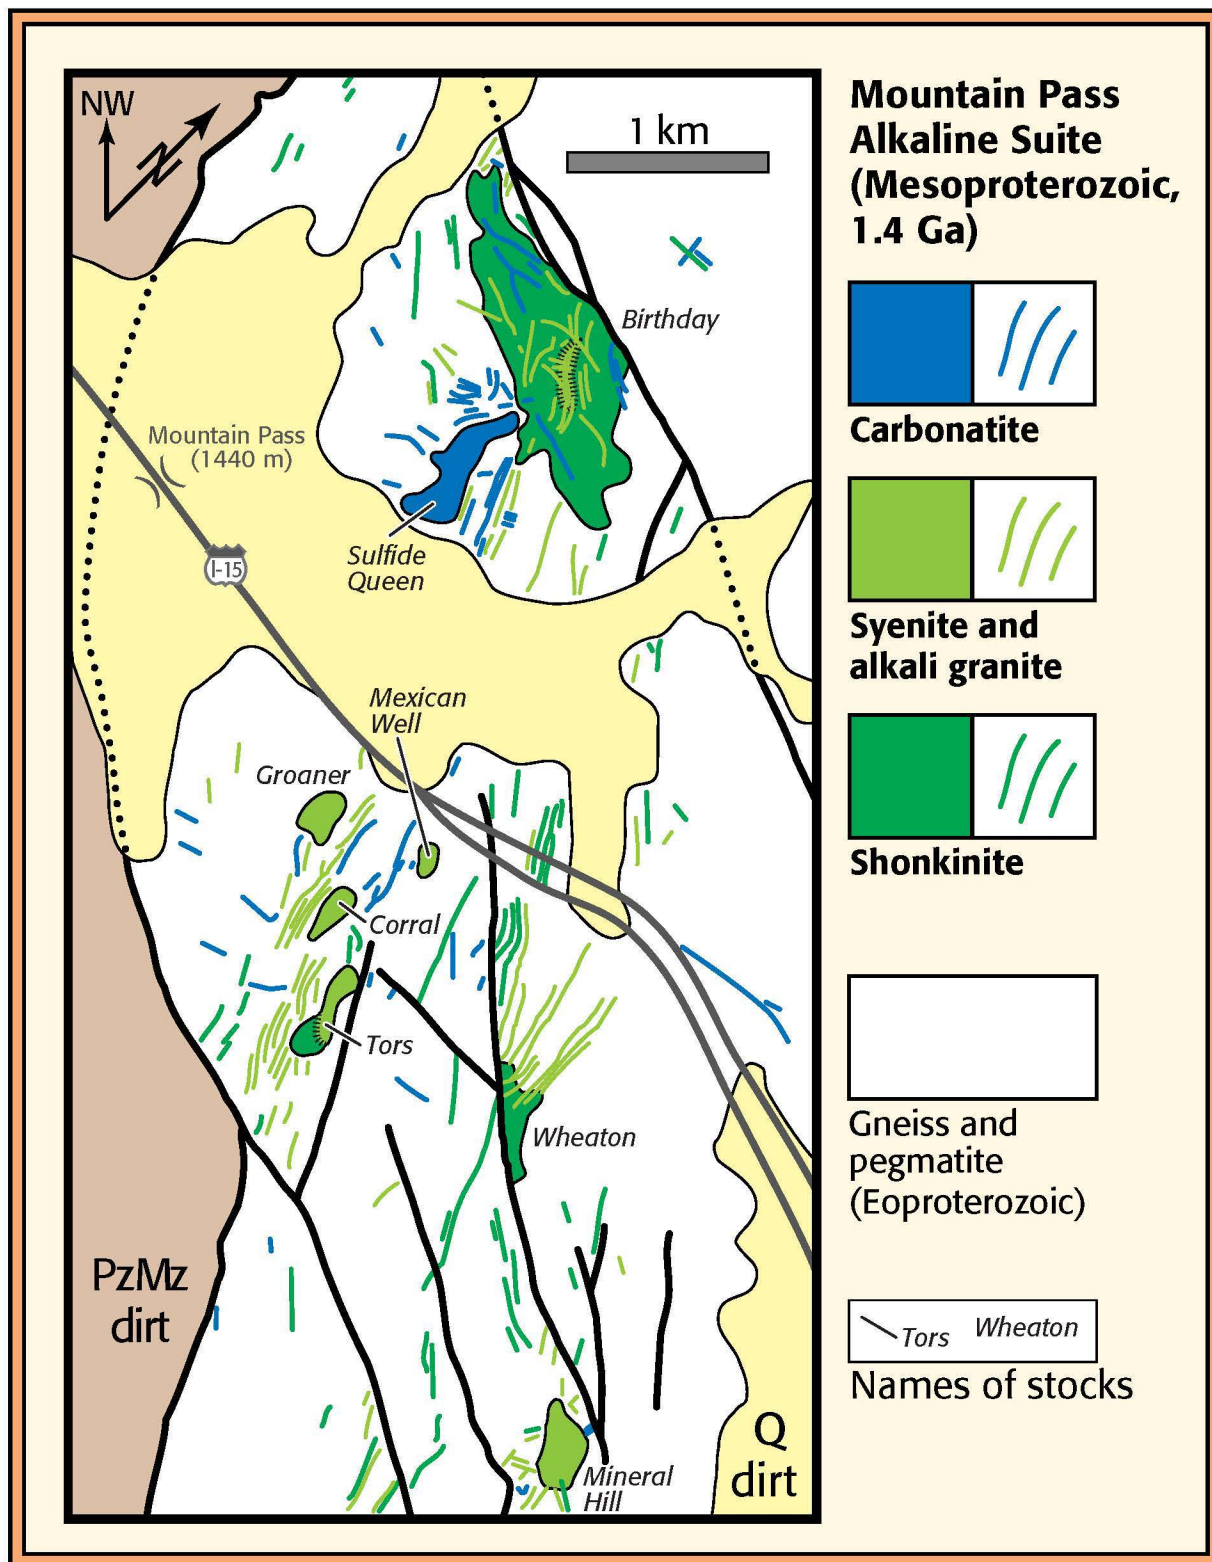 NW
N
1 km
Birthday
Mountain Pass
(1440 m)
I-15
Sulfide
Queen
Mexican
Well
Groaner
Corral
Tors
Wheaton
PzMz
dirt
Mineral
Hill
Q
dirt
Mountain Pass
Alkaline Suite
(Mesoproterozoic,
1.4 Ga)
Carbonatite
Syenite and
alkali granite
Shonkinite
Gneiss and
pegmatite
(Eoproterozoic)
Tors Wheaton
Names of stocks